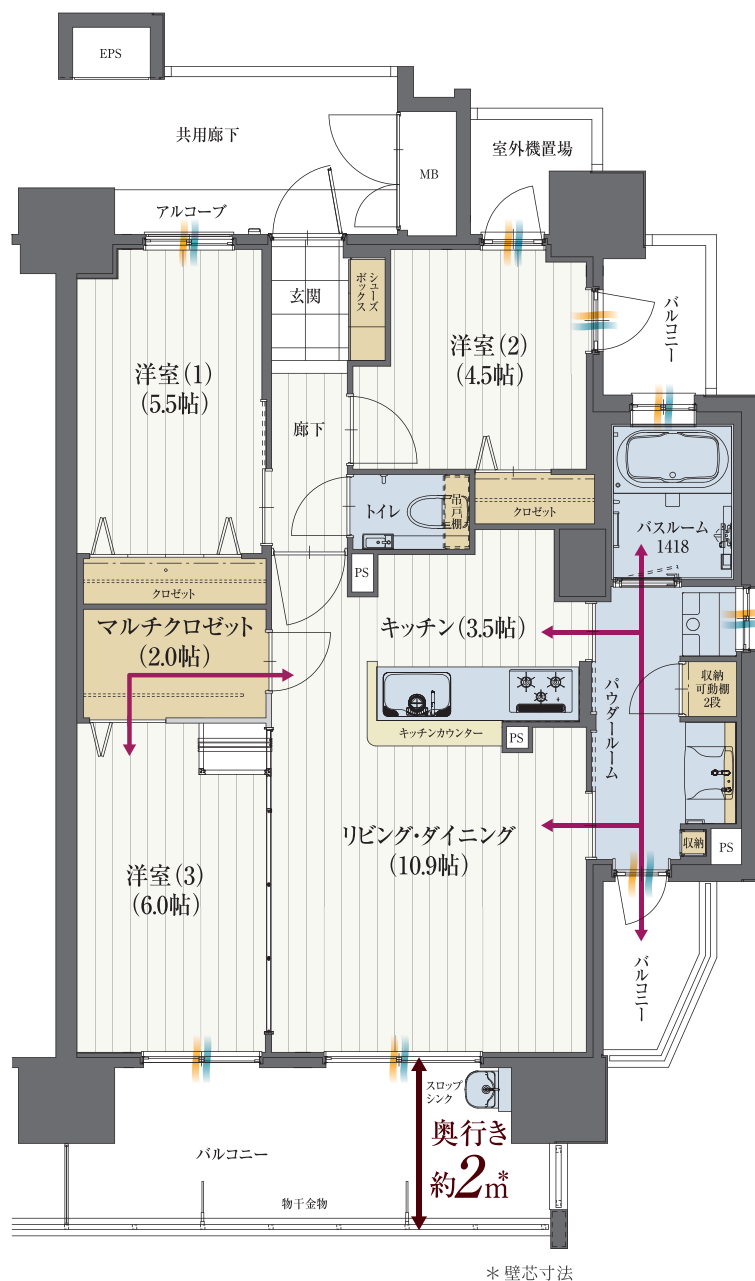 EPS
共用廊下
MB
室外機置場
アルコーブ
玄関
シューズ
ボックス
バルコニー
洋室(1)
(5.5帖)
洋室(2)
(4.5帖)
廊下
トイレ
吊戸棚
クロゼット
バスルーム
1418
PS
クロゼット
マルチクロゼット
(2.0帖)
キッチン(3.5帖)
収納
可動棚
2段
パウダールーム
キッチンカウンター
PS
リビング・ダイニング
(10.9帖)
収納
PS
洋室(3)
(6.0帖)
バルコニー
スロップ
シンク
奥行き
約2㎡*
バルコニー
物干金物
*壁芯寸法